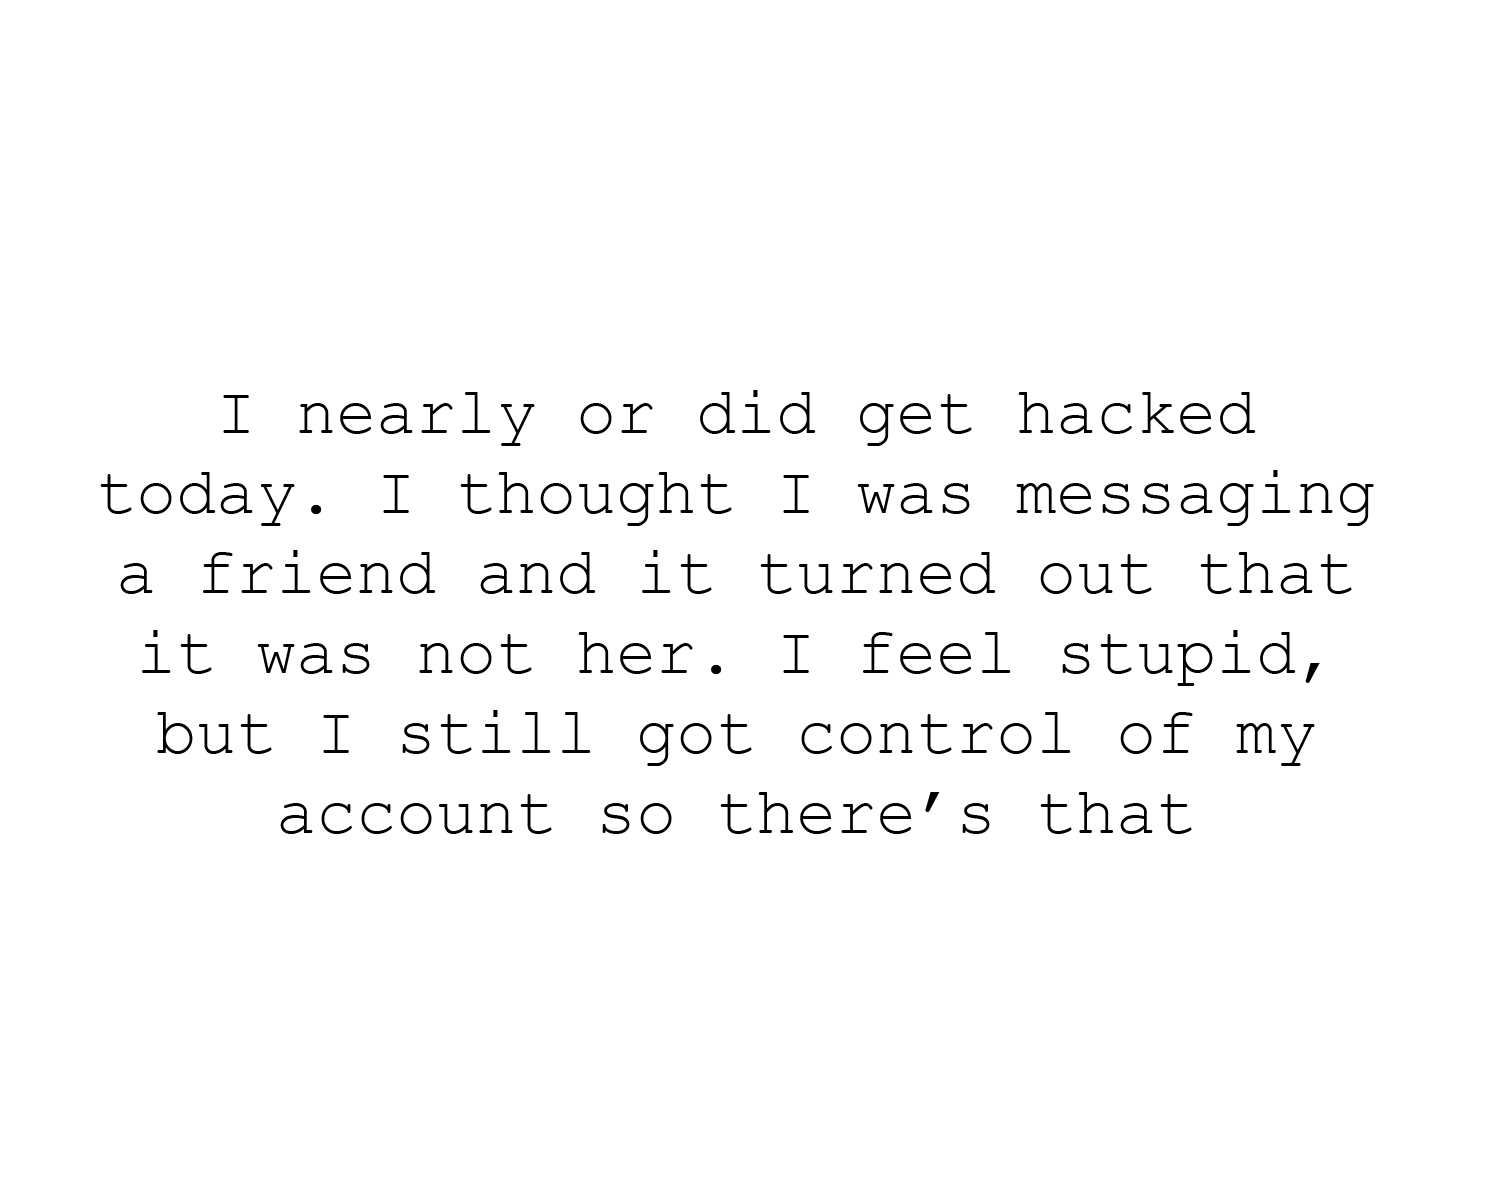 I nearly or did get hacked
today. I thought I was messaging
a friend and it turned out that
it was not her. I feel stupid,
but I still got control of my
account so there’s that